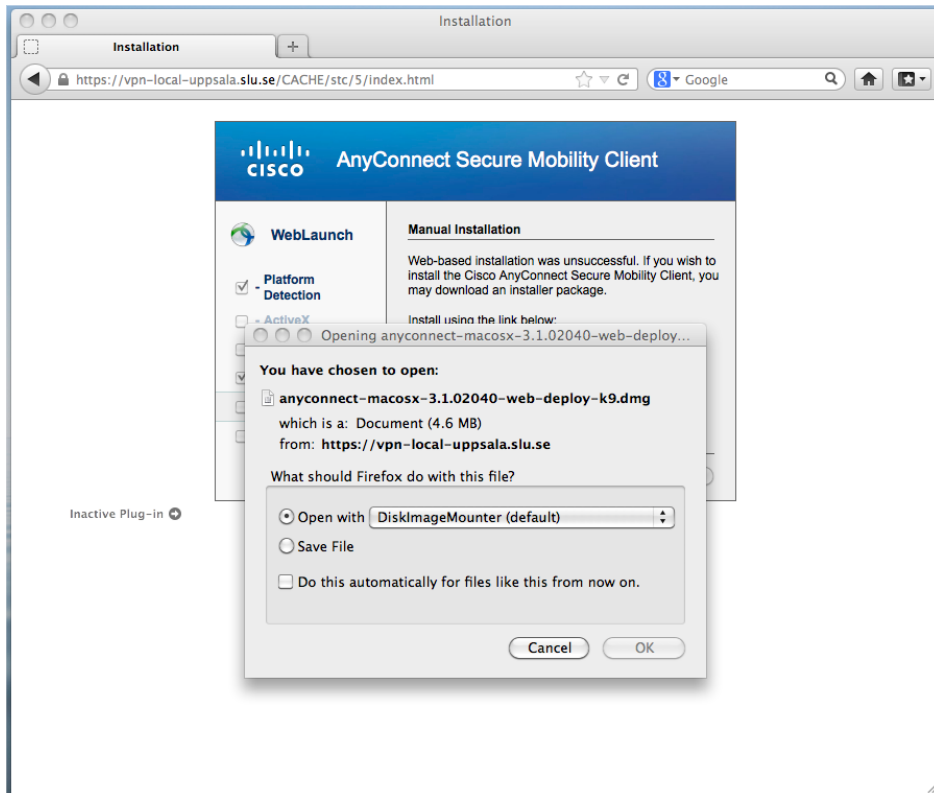 Installation
Installation
https://vpn-local-uppsala.slu.se/CACHE/stc/5/index.html
Google
CISCO
AnyConnect Secure Mobility Client
WebLaunch
- Platform
Detection
- ActiveX
Manual Installation
Web-based installation was unsuccessful. If you wish to
install the Cisco AnyConnect Secure Mobility Client, you
may download an installer package.
Install using the link below:
Opening anyconnect-macosx-3.1.02040-web-deploy...
You have chosen to open:
anyconnect-macosx-3.1.02040-web-deploy-k9.dmg
which is a: Document (4.6 MB)
from: https://vpn-local-uppsala.slu.se
What should Firefox do with this file?
Open with DiskImageMounter (default)
Save File
Do this automatically for files like this from now on.
Cancel OK
Inactive Plug-in